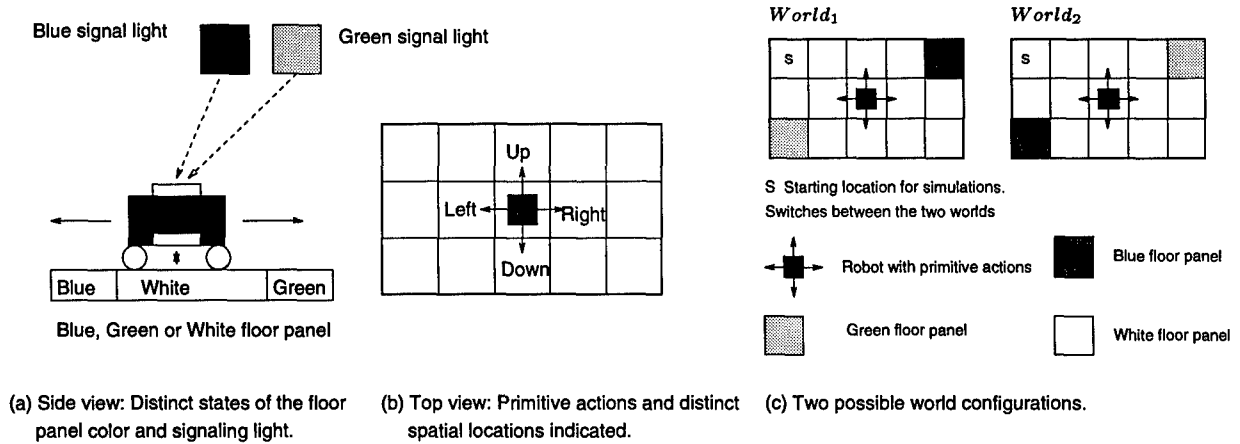 Blue signal light
Green signal light
Blue
White
Green
Blue, Green or White floor panel
(a) Side view: Distinct states of the floor
panel color and signaling light.
Up
Left
Right
Down
(b) Top view: Primitive actions and distinct
spatial locations indicated.
World₁
World₂
s
s
S Starting location for simulations.
Switches between the two worlds
Robot with primitive actions
Blue floor panel
Green floor panel
White floor panel
(c) Two possible world configurations.